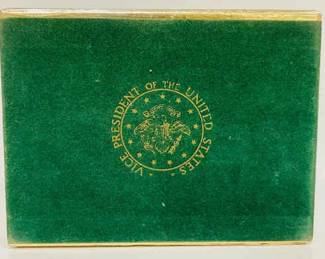 VICE PRESIDENT OF THE UNITED STATES